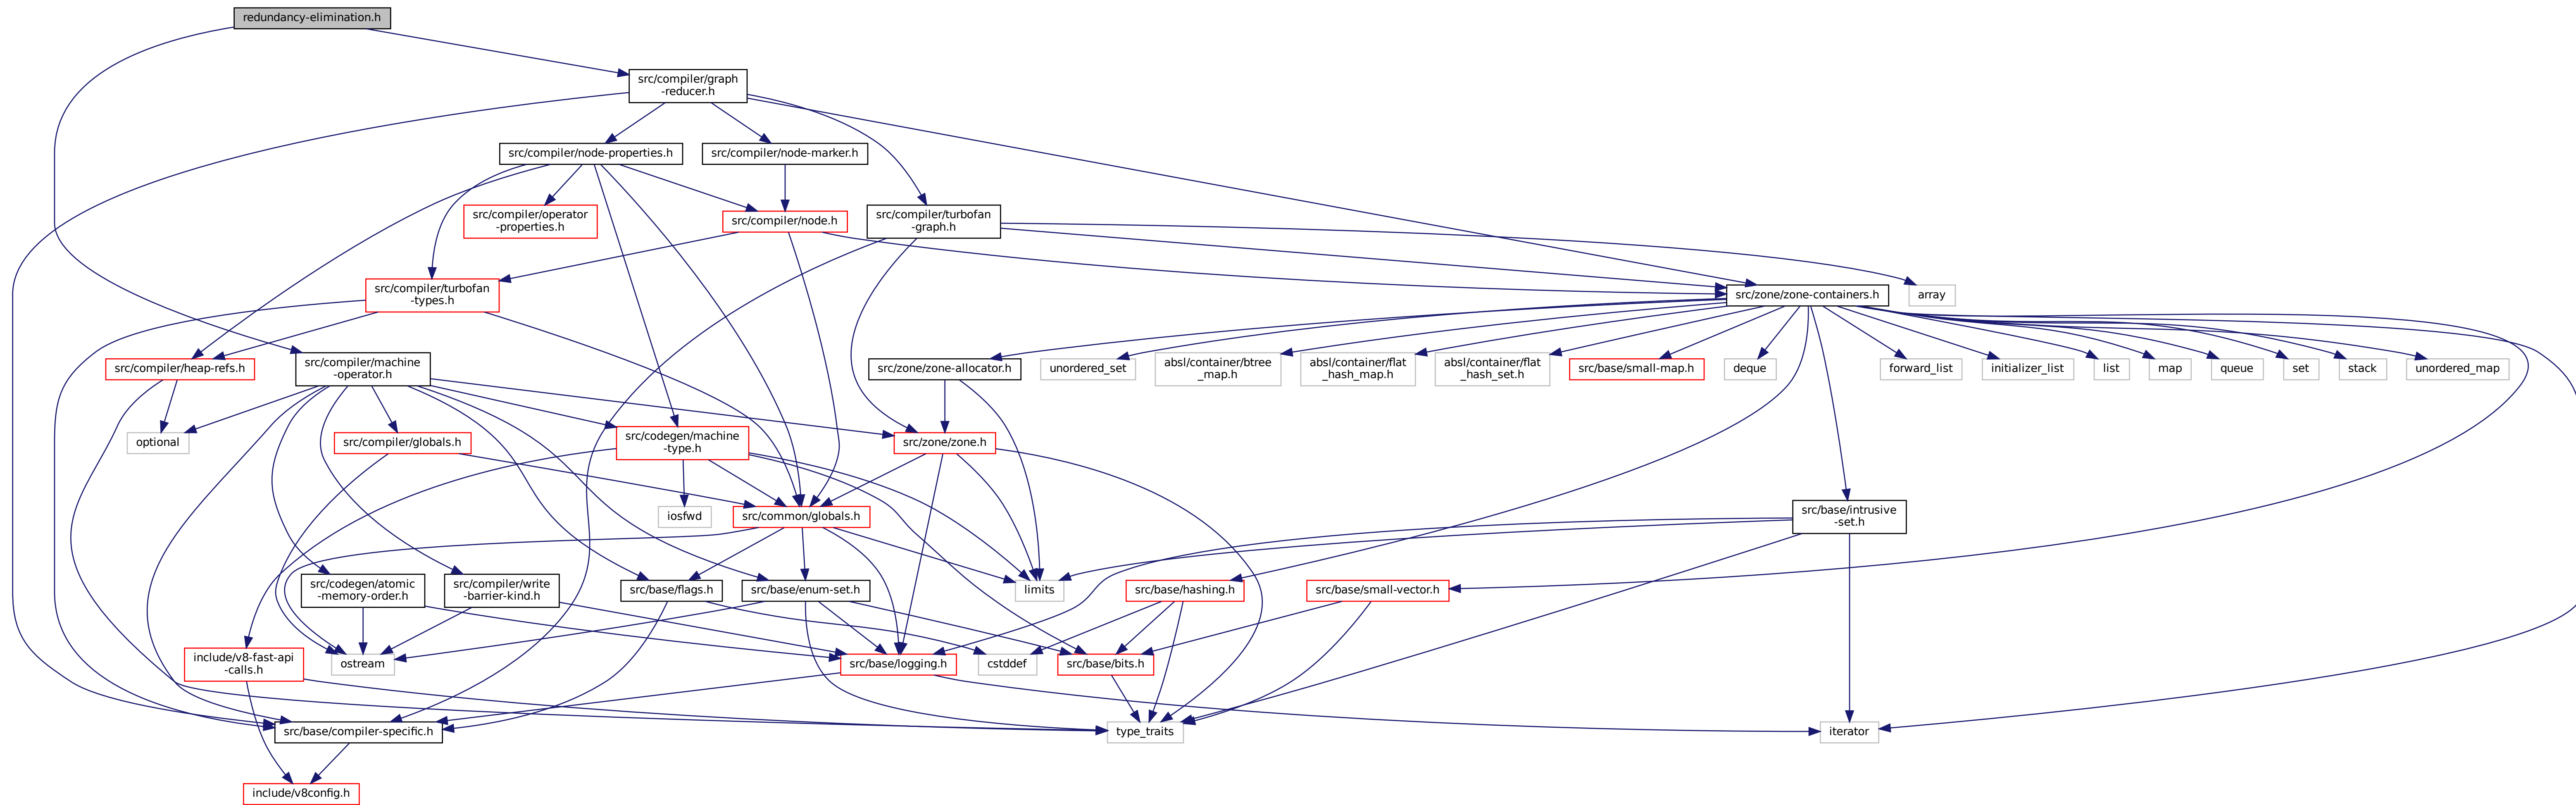 redundancy-elimination.h
src/compiler/graph
-reducer.h
src/compiler/node-properties.h
src/compiler/node-marker.h
src/compiler/operator
-properties.h
src/compiler/node.h
src/compiler/turbofan
-graph.h
src/compiler/turbofan
-types.h
src/zone/zone-containers.h
array
src/compiler/heap-refs.h
src/compiler/machine
-operator.h
src/zone/zone-allocator.h
unordered_set
absl/container/btree
_map.h
absl/container/flat
_hash_map.h
absl/container/flat
_hash_set.h
src/base/small-map.h
deque
forward_list
initializer_list
list
map
queue
set
stack
unordered_map
optional
src/compiler/globals.h
src/codegen/machine
-type.h
src/zone/zone.h
iosfwd
src/common/globals.h
src/base/intrusive
-set.h
src/codegen/atomic
-memory-order.h
src/compiler/write
-barrier-kind.h
src/base/flags.h
src/base/enum-set.h
limits
src/base/hashing.h
src/base/small-vector.h
include/v8-fast-api
-calls.h
ostream
src/base/logging.h
cstddef
src/base/bits.h
src/base/compiler-specific.h
type_traits
iterator
include/v8config.h